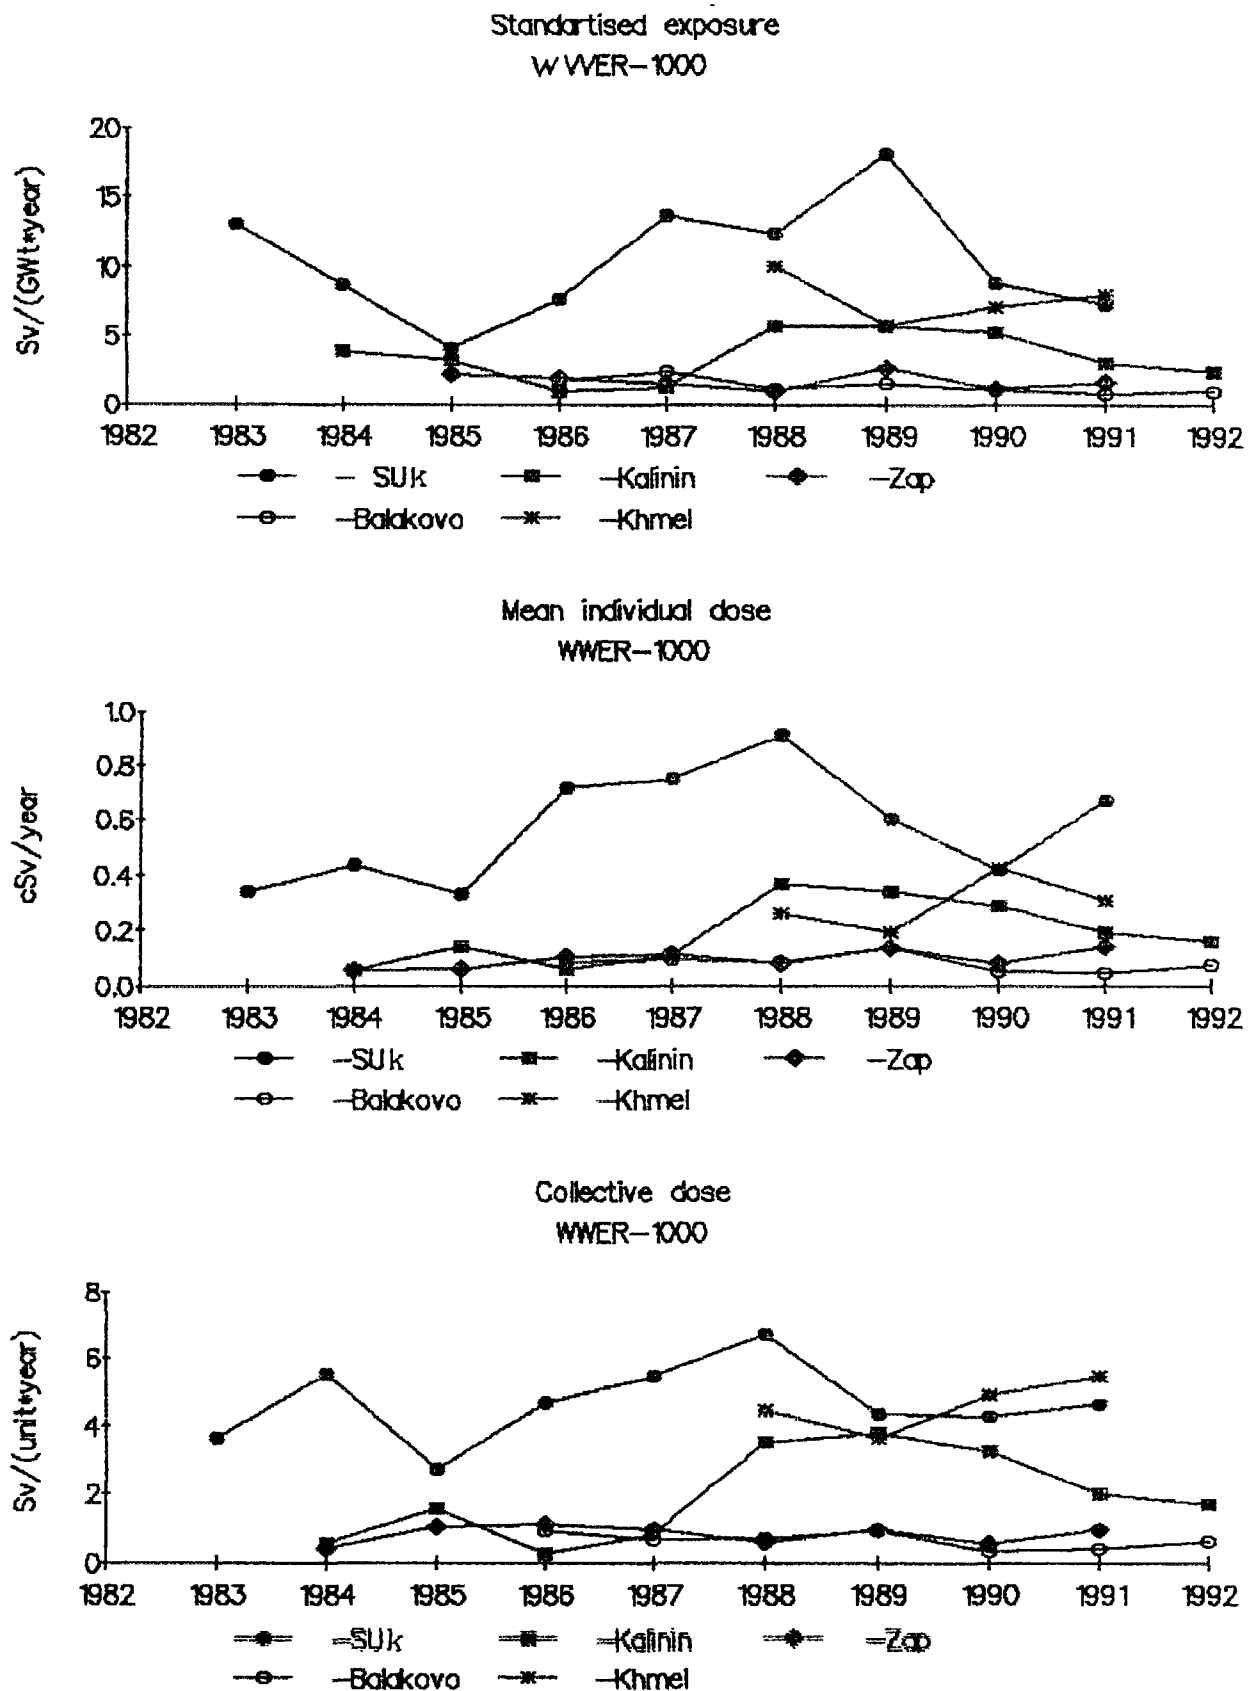 Standartised exposure
WWER-1000
Sv/(GWt*year)
20
15
10
5
0
1982 1983 1984 1985 1986 1987 1988 1989 1990 1991 1992
- SUk -Kalinin -Zap
-Balakovo -Khmel
Mean individual dose
WWER-1000
cSv/year
1.0
0.8
0.6
0.4
0.2
0.0
1982 1983 1984 1985 1986 1987 1988 1989 1990 1991 1992
-SUk -Kalinin -Zap
-Balakovo -Khmel
Collective dose
WWER-1000
Sv/(unit*year)
8
6
4
2
0
1982 1983 1984 1985 1986 1987 1988 1989 1990 1991 1992
-SUk -Kalinin -Zap
-Balakovo -Khmel